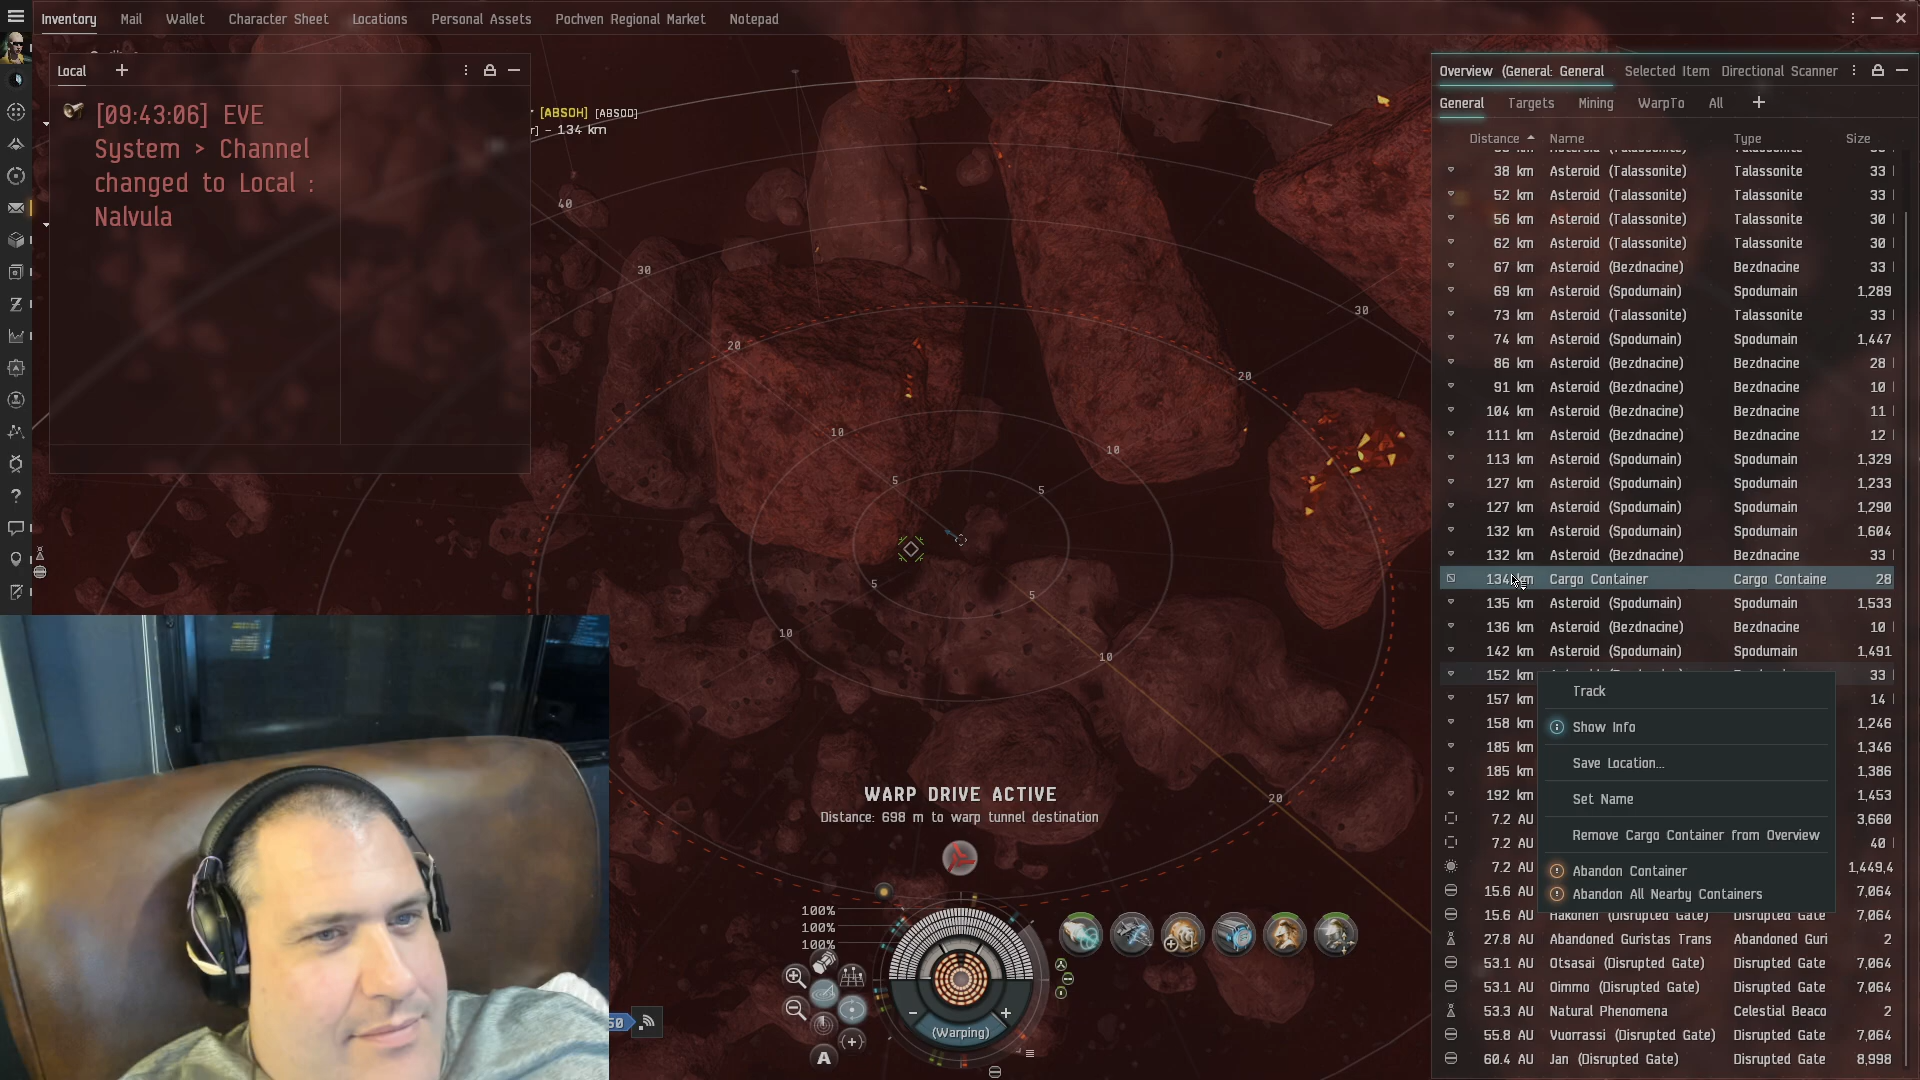 Inventory Mail Wallet Character Sheet Locations Personal Assets Pochven Regional Market Notepad
Local
[09:43:06] EVE
System > Channel
changed to Local :
Nalvula
[ABSOH] [ABSOD]
r] - 134 km
40
30
20
10
5
5
10
20
30
5
5
10
10
20
WARP DRIVE ACTIVE
Distance: 698 m to warp tunnel destination
100%
100%
100%
(Warping)
A
Overview (General: General Selected Item Directional Scanner
General Targets Mining WarpTo All
Distance Name Type Size
38 km Asteroid (Talassonite) Talassonite 33
52 km Asteroid (Talassonite) Talassonite 33
56 km Asteroid (Talassonite) Talassonite 30
62 km Asteroid (Talassonite) Talassonite 30
67 km Asteroid (Bezdnacine) Bezdnacine 33
69 km Asteroid (Spodumain) Spodumain 1,289
73 km Asteroid (Talassonite) Talassonite 33
74 km Asteroid (Spodumain) Spodumain 1,447
86 km Asteroid (Bezdnacine) Bezdnacine 28
91 km Asteroid (Bezdnacine) Bezdnacine 10
104 km Asteroid (Bezdnacine) Bezdnacine 11
111 km Asteroid (Bezdnacine) Bezdnacine 12
113 km Asteroid (Spodumain) Spodumain 1,329
127 km Asteroid (Spodumain) Spodumain 1,233
127 km Asteroid (Spodumain) Spodumain 1,290
132 km Asteroid (Spodumain) Spodumain 1,604
132 km Asteroid (Bezdnacine) Bezdnacine 33
134 km Cargo Container Cargo Containe 28
135 km Asteroid (Spodumain) Spodumain 1,533
136 km Asteroid (Bezdnacine) Bezdnacine 10
142 km Asteroid (Spodumain) Spodumain 1,491
152 km 33
157 km 14
158 km 1,246
185 km 1,346
185 km 1,386
192 km 1,453
7.2 AU 3,660
7.2 AU 40
7.2 AU 1,449,4
15.6 AU 7,064
15.6 AU Hakonen (Disrupted Gate) Disrupted Gate 7,064
27.8 AU Abandoned Guristas Trans Abandoned Guri 2
53.1 AU Otsasai (Disrupted Gate) Disrupted Gate 7,064
53.1 AU Oimmo (Disrupted Gate) Disrupted Gate 7,064
53.3 AU Natural Phenomena Celestial Beaco 2
55.8 AU Vuorrassi (Disrupted Gate) Disrupted Gate 7,064
60.4 AU Jan (Disrupted Gate) Disrupted Gate 8,998
Track
Show Info
Save Location...
Set Name
Remove Cargo Container from Overview
Abandon Container
Abandon All Nearby Containers